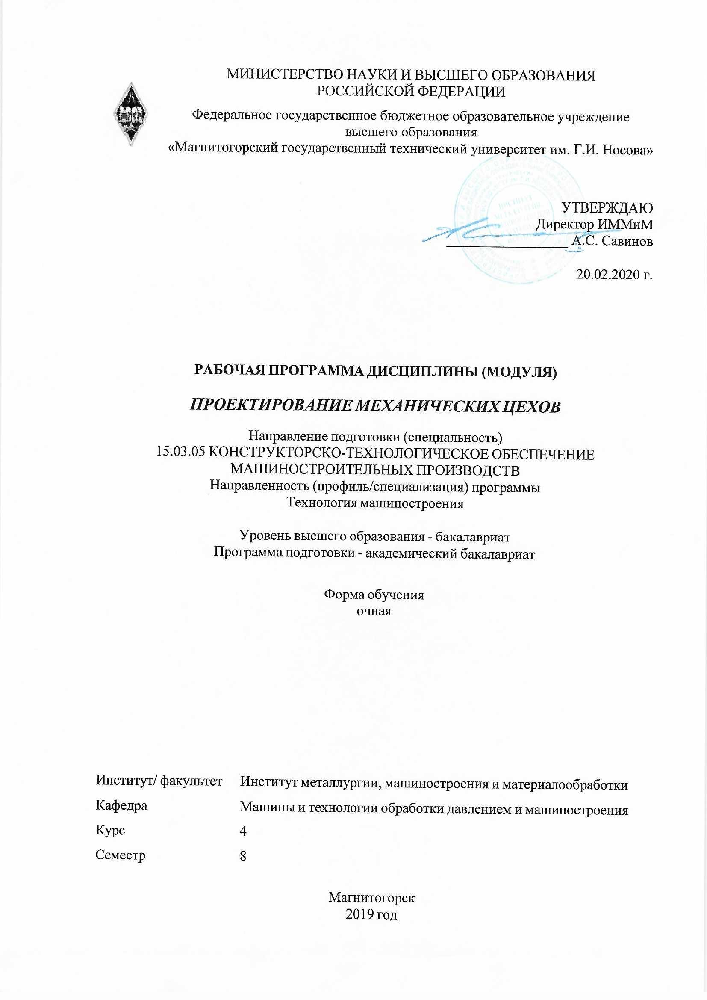 МИНИСТЕРСТВО НАУКИ И ВЫСШЕГО ОБРАЗОВАНИЯ
РОССИЙСКОЙ ФЕДЕРАЦИИ
Федеральное государственное бюджетное образовательное учреждение
высшего образования
«Магнитогорский государственный технический университет им. Г.И. Носова»
УТВЕРЖДАЮ
Директор ИММиМ
А.С. Савинов
20.02.2020 г.
РАБОЧАЯ ПРОГРАММА ДИСЦИПЛИНЫ (МОДУЛЯ)
ПРОЕКТИРОВАНИЕ МЕХАНИЧЕСКИХ ЦЕХОВ
Направление подготовки (специальность)
15.03.05 КОНСТРУКТОРСКО-ТЕХНОЛОГИЧЕСКОЕ ОБЕСПЕЧЕНИЕ
МАШИНОСТРОИТЕЛЬНЫХ ПРОИЗВОДСТВ
Направленность (профиль/специализация) программы
Технология машиностроения
Уровень высшего образования - бакалавриат
Программа подготовки - академический бакалавриат
Форма обучения
очная
Институт/ факультет Институт металлургии, машиностроения и материалообработки
Кафедра Машины и технологии обработки давлением и машиностроения
Курс 4
Семестр 8
Магнитогорск
2019 год